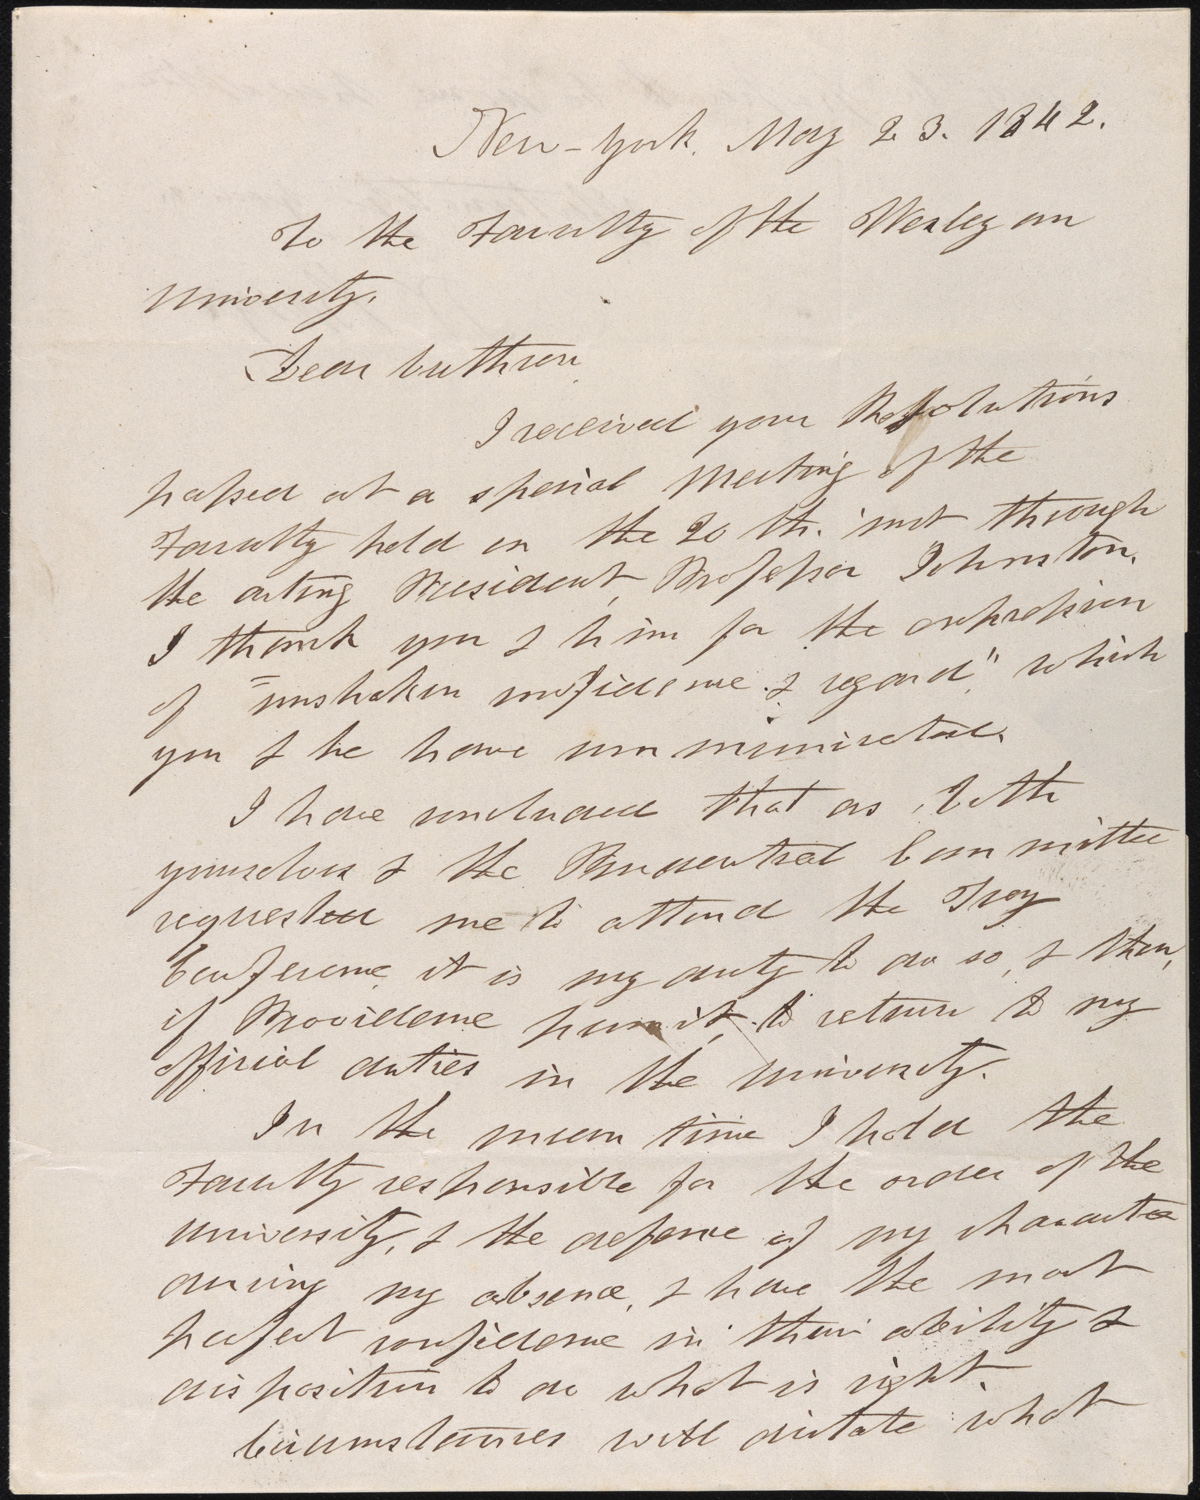 New-York. May 23. 1842.
To the Faculty of the Wesleyan
University.
Dear brethren,
I received your Resolutions
passed at a special meeting of the
Faculty held on the 20 th. inst through
the acting President, Professor Johnston.
I thank you & him for the expression
of "unshaken confidence & regard", which
you & he have communicated.
I have concluded that as both
yourselves & the Prudential Committee
requested me to attend the Troy
Conference, it is my duty to do so, & then,
if Providence permit, to return to my
official duties in the University.
In the mean time I hold the
Faculty responsible for the order of the
University, & the defence of my character
during my absence, & have the most
perfect confidence in their ability &
disposition to do what is right.
Circumstances will dictate what